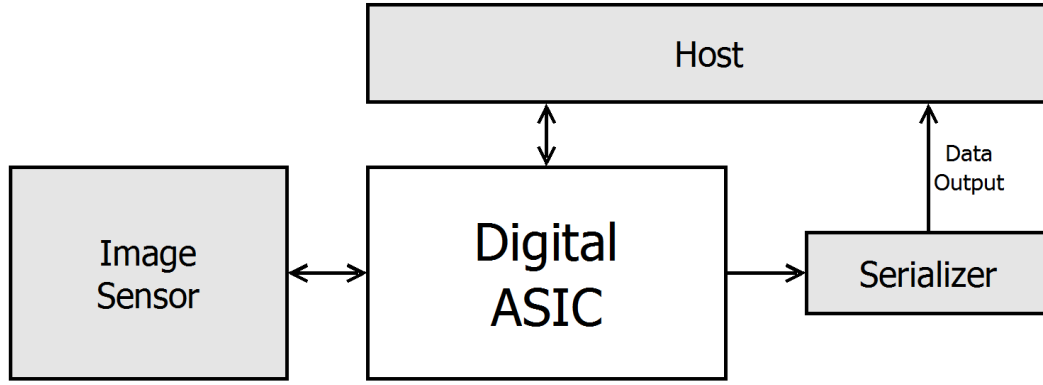 Host
Data
Output
Image
Sensor
Digital
ASIC
Serializer